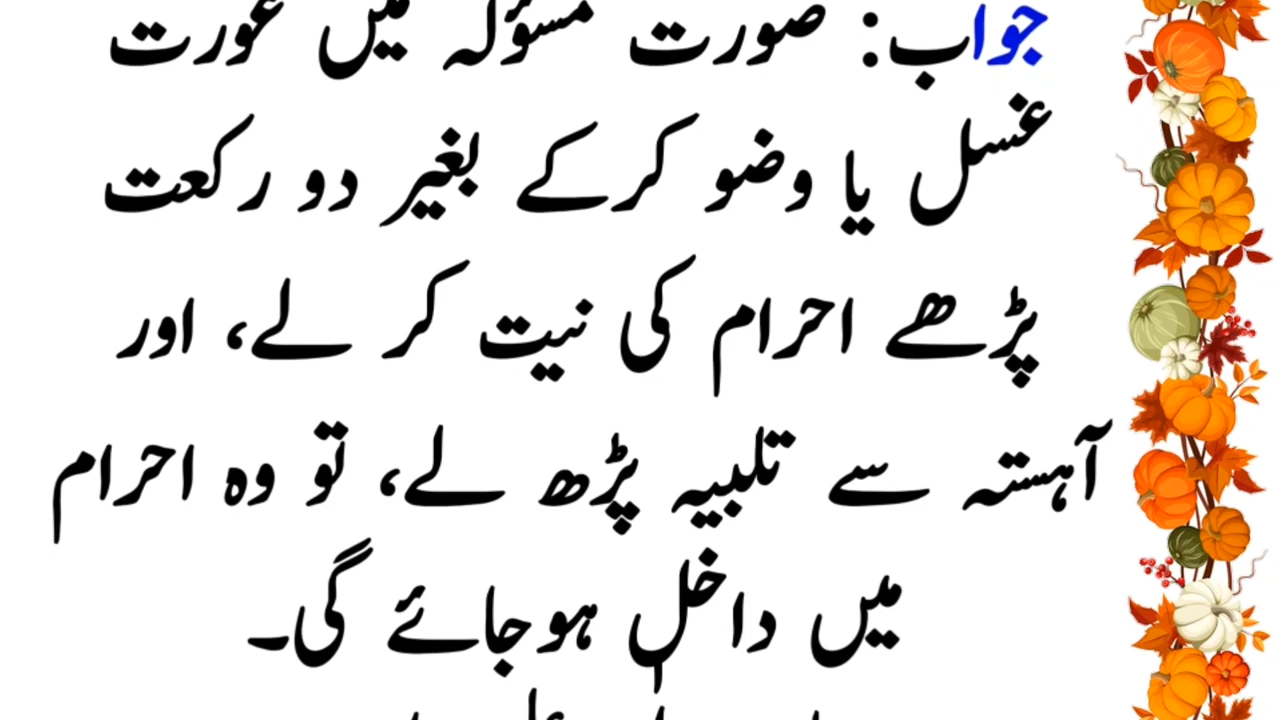 جواب: صورت مسؤلہ میں عورت
غسل یا وضو کرکے بغیر دو رکعت
پڑھے احرام کی نیت کر لے، اور
آہستہ سے تلبیہ پڑھ لے، تو وہ احرام
میں داخل ہوجائے گی۔